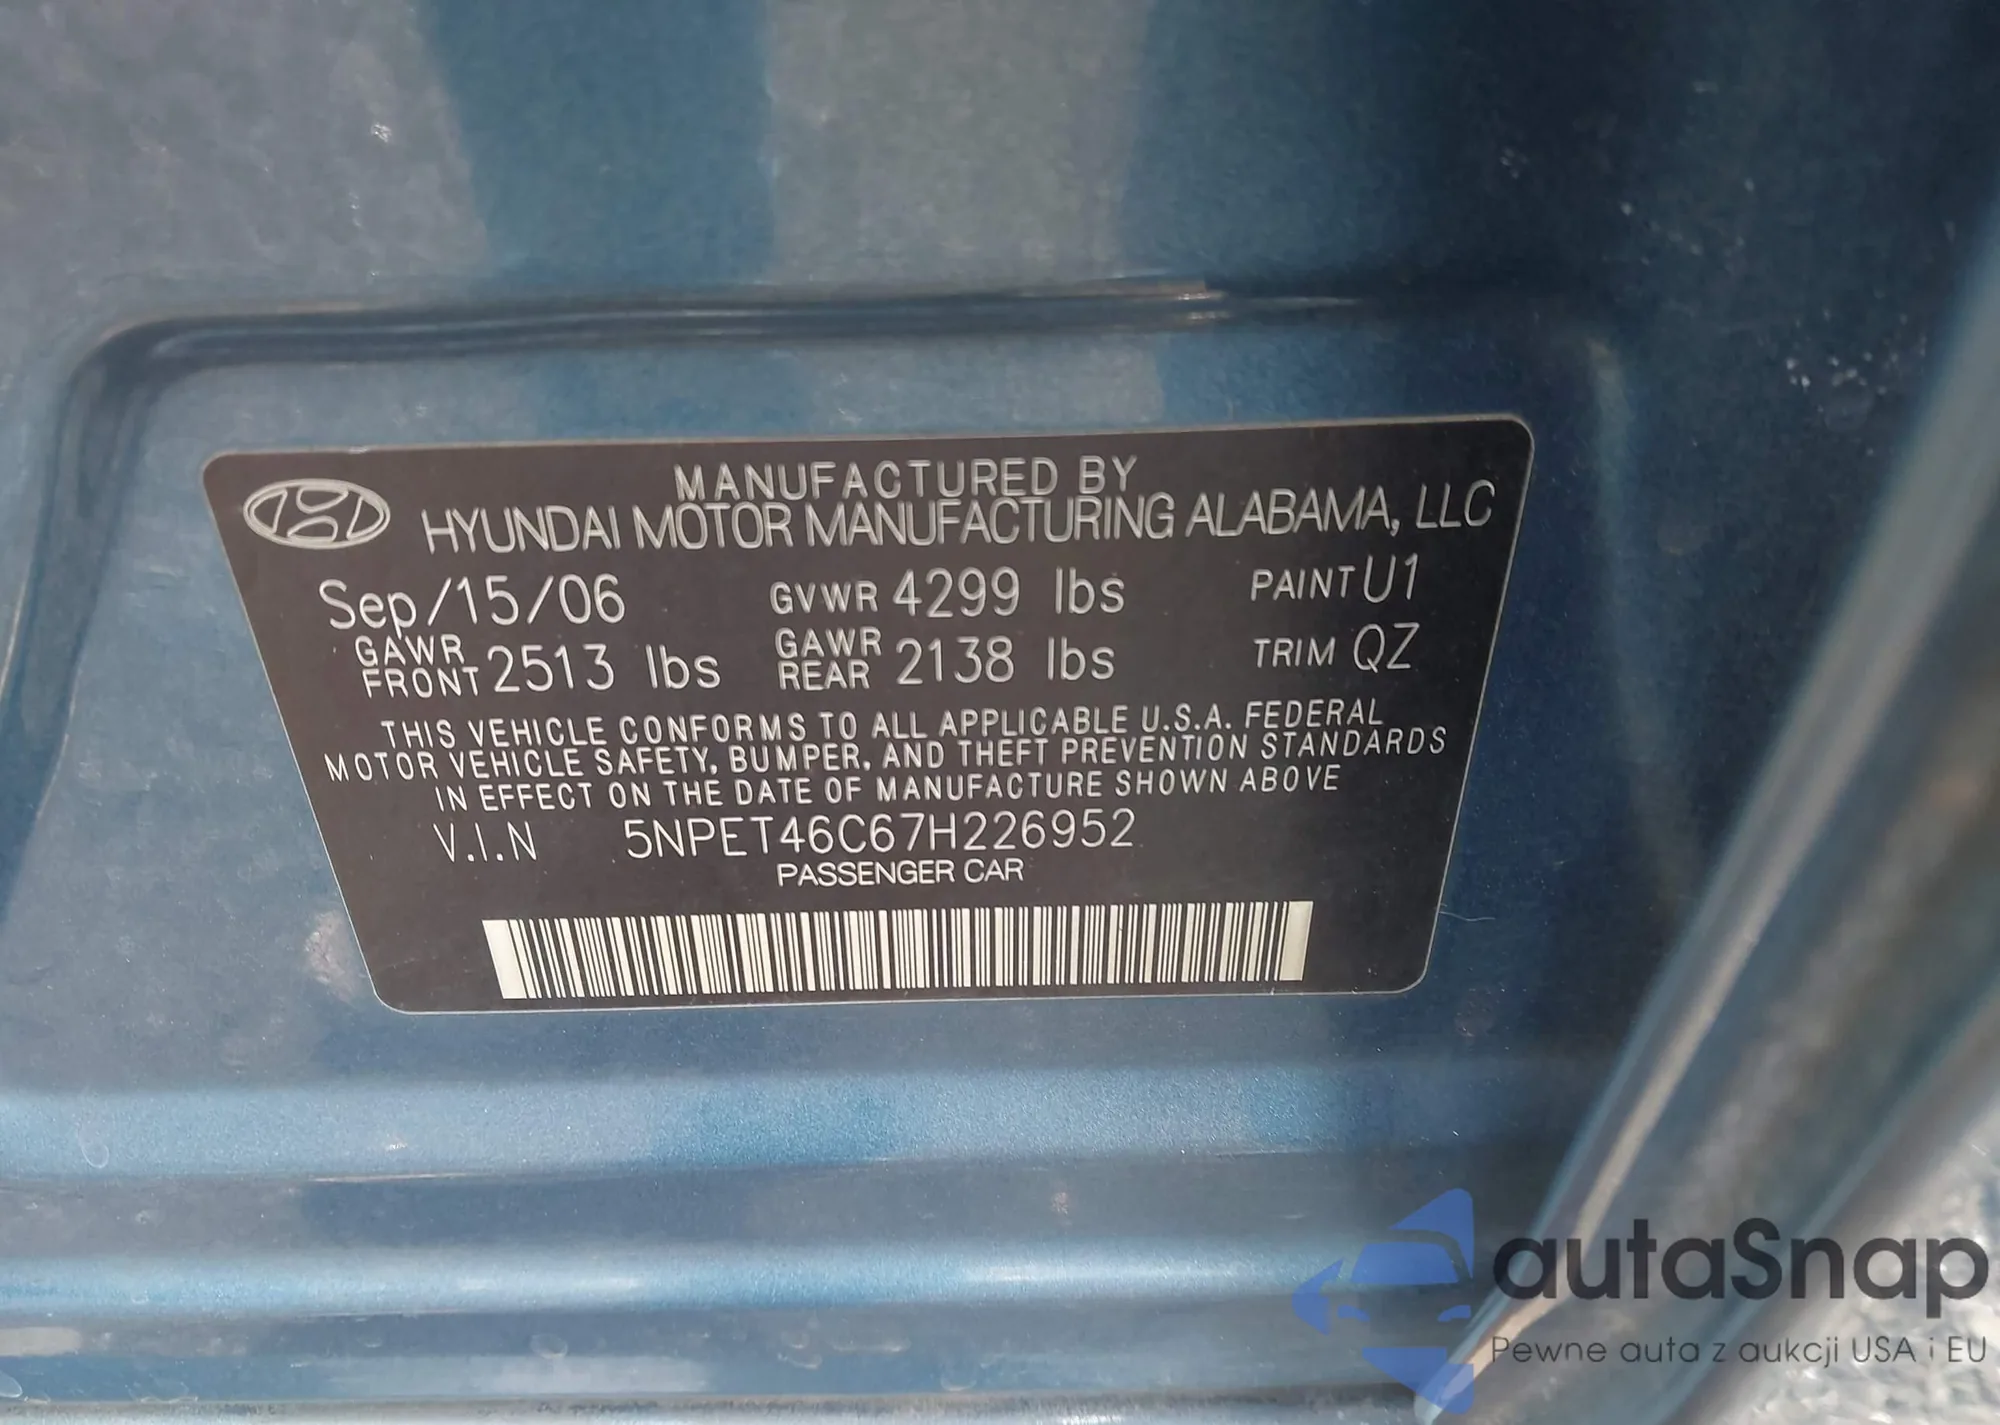 MANUFACTURED BY
HYUNDAI MOTOR MANUFACTURING ALABAMA, LLC
Sep/15/06 GVWR 4299 lbs PAINT U1
GAWR FRONT 2513 lbs GAWR REAR 2138 lbs TRIM QZ
THIS VEHICLE CONFORMS TO ALL APPLICABLE U.S.A. FEDERAL
MOTOR VEHICLE SAFETY, BUMPER, AND THEFT PREVENTION STANDARDS
IN EFFECT ON THE DATE OF MANUFACTURE SHOWN ABOVE
V.I.N 5NPET46C67H226952
PASSENGER CAR
autaSnap
Pewne auta z aukcji USA i EU